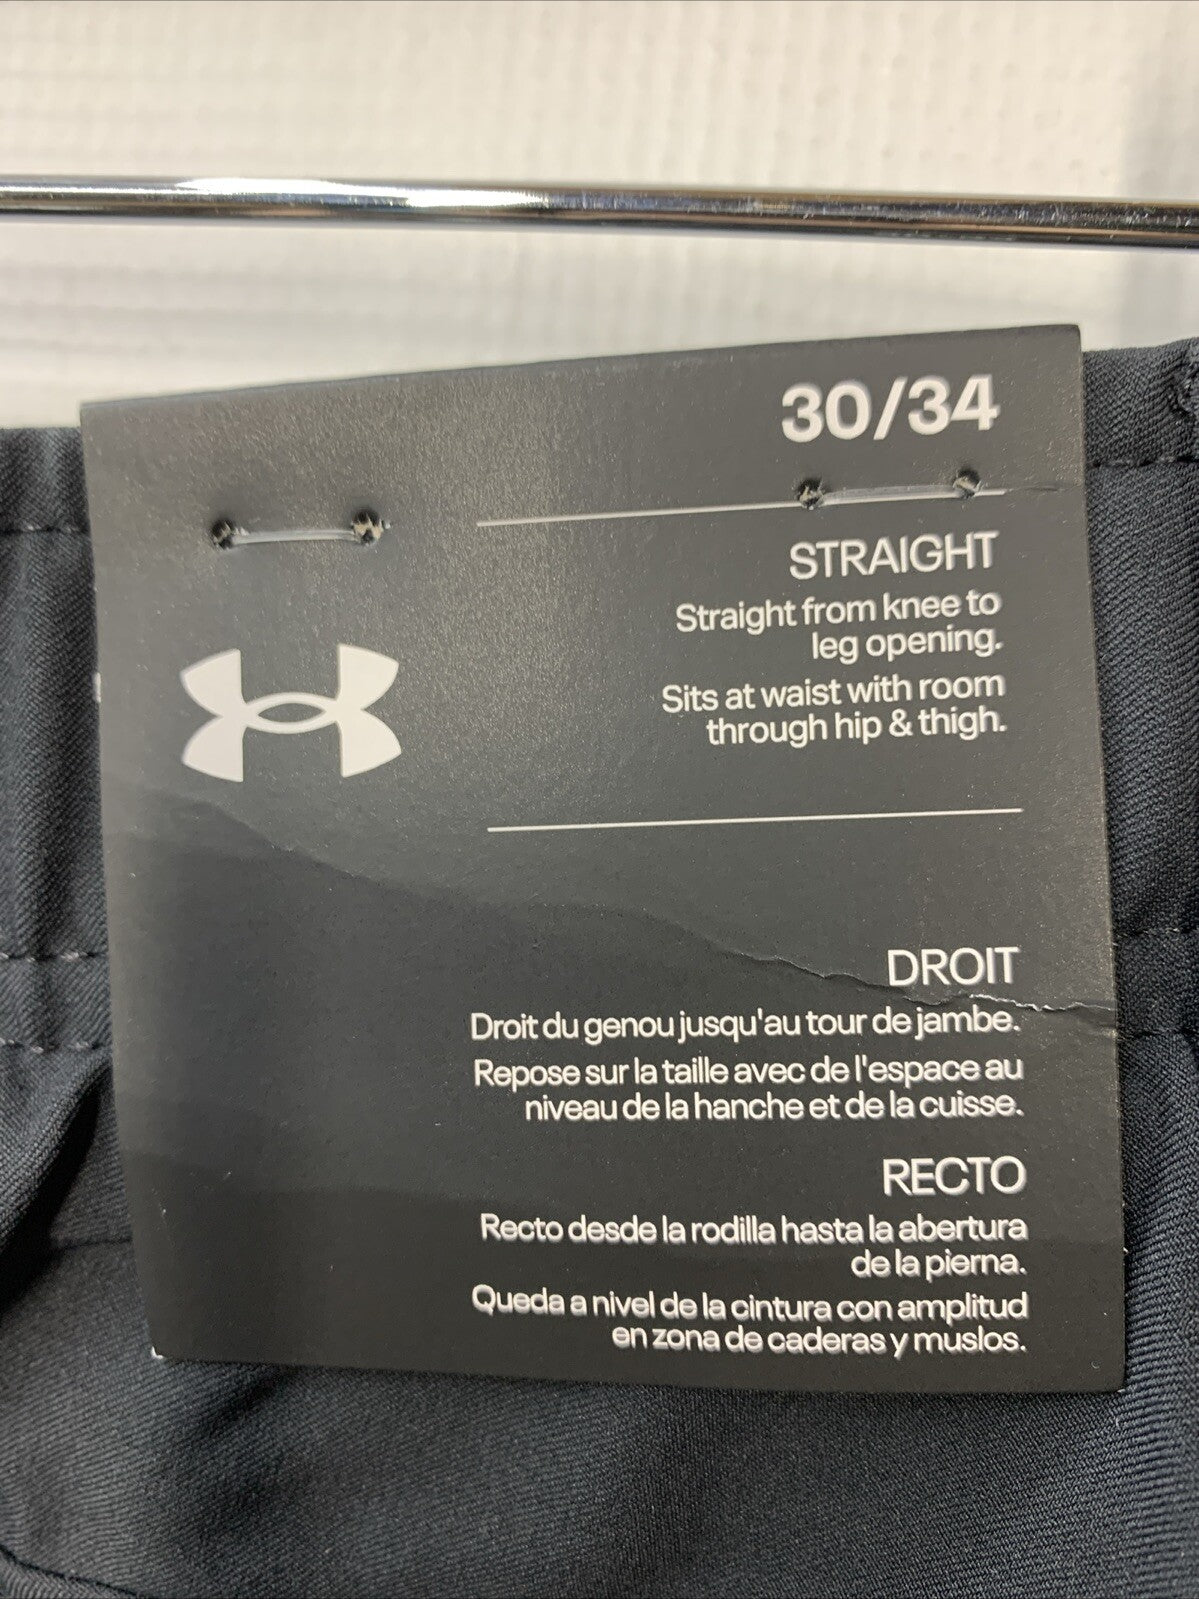 30/34
STRAIGHT
Straight from knee to
leg opening.
Sits at waist with room
through hip & thigh.
DROIT
Droit du genou jusqu'au tour de jambe.
Repose sur la taille avec de l'espace au
niveau de la hanche et de la cuisse.
RECTO
Recto desde la rodilla hasta la abertura
de la pierna.
Queda a nivel de la cintura con amplitud
en zona de caderas y muslos.